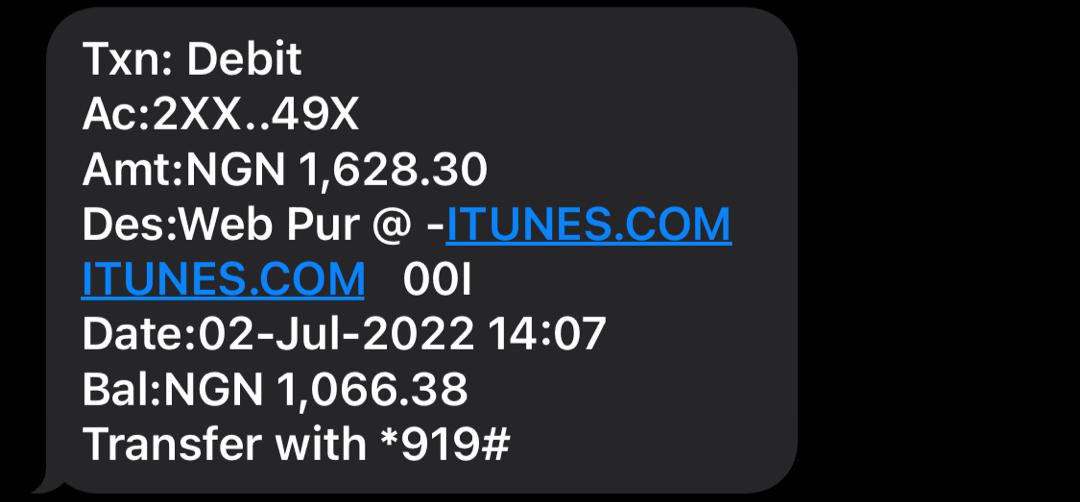 Txn: Debit
Ac:2XX..49X
Amt:NGN 1,628.30
Des:Web Pur @ -ITUNES.COM
ITUNES.COM   00I
Date:02-Jul-2022 14:07
Bal:NGN 1,066.38
Transfer with *919#